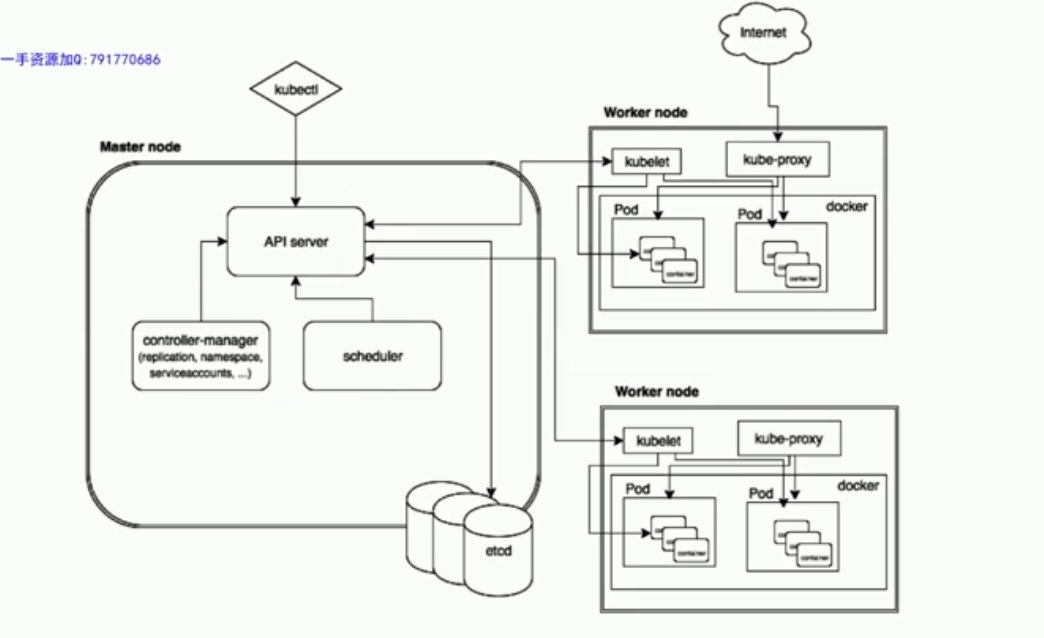 Internet
一手资源加Q:791770686
kubectl
Worker node
Master node
kubelet
kube-proxy
docker
Pod
Pod
container
container
API server
controller-manager
(replication, namespace,
serviceaccounts, ...)
scheduler
Worker node
kubelet
kube-proxy
docker
Pod
Pod
container
container
etcd